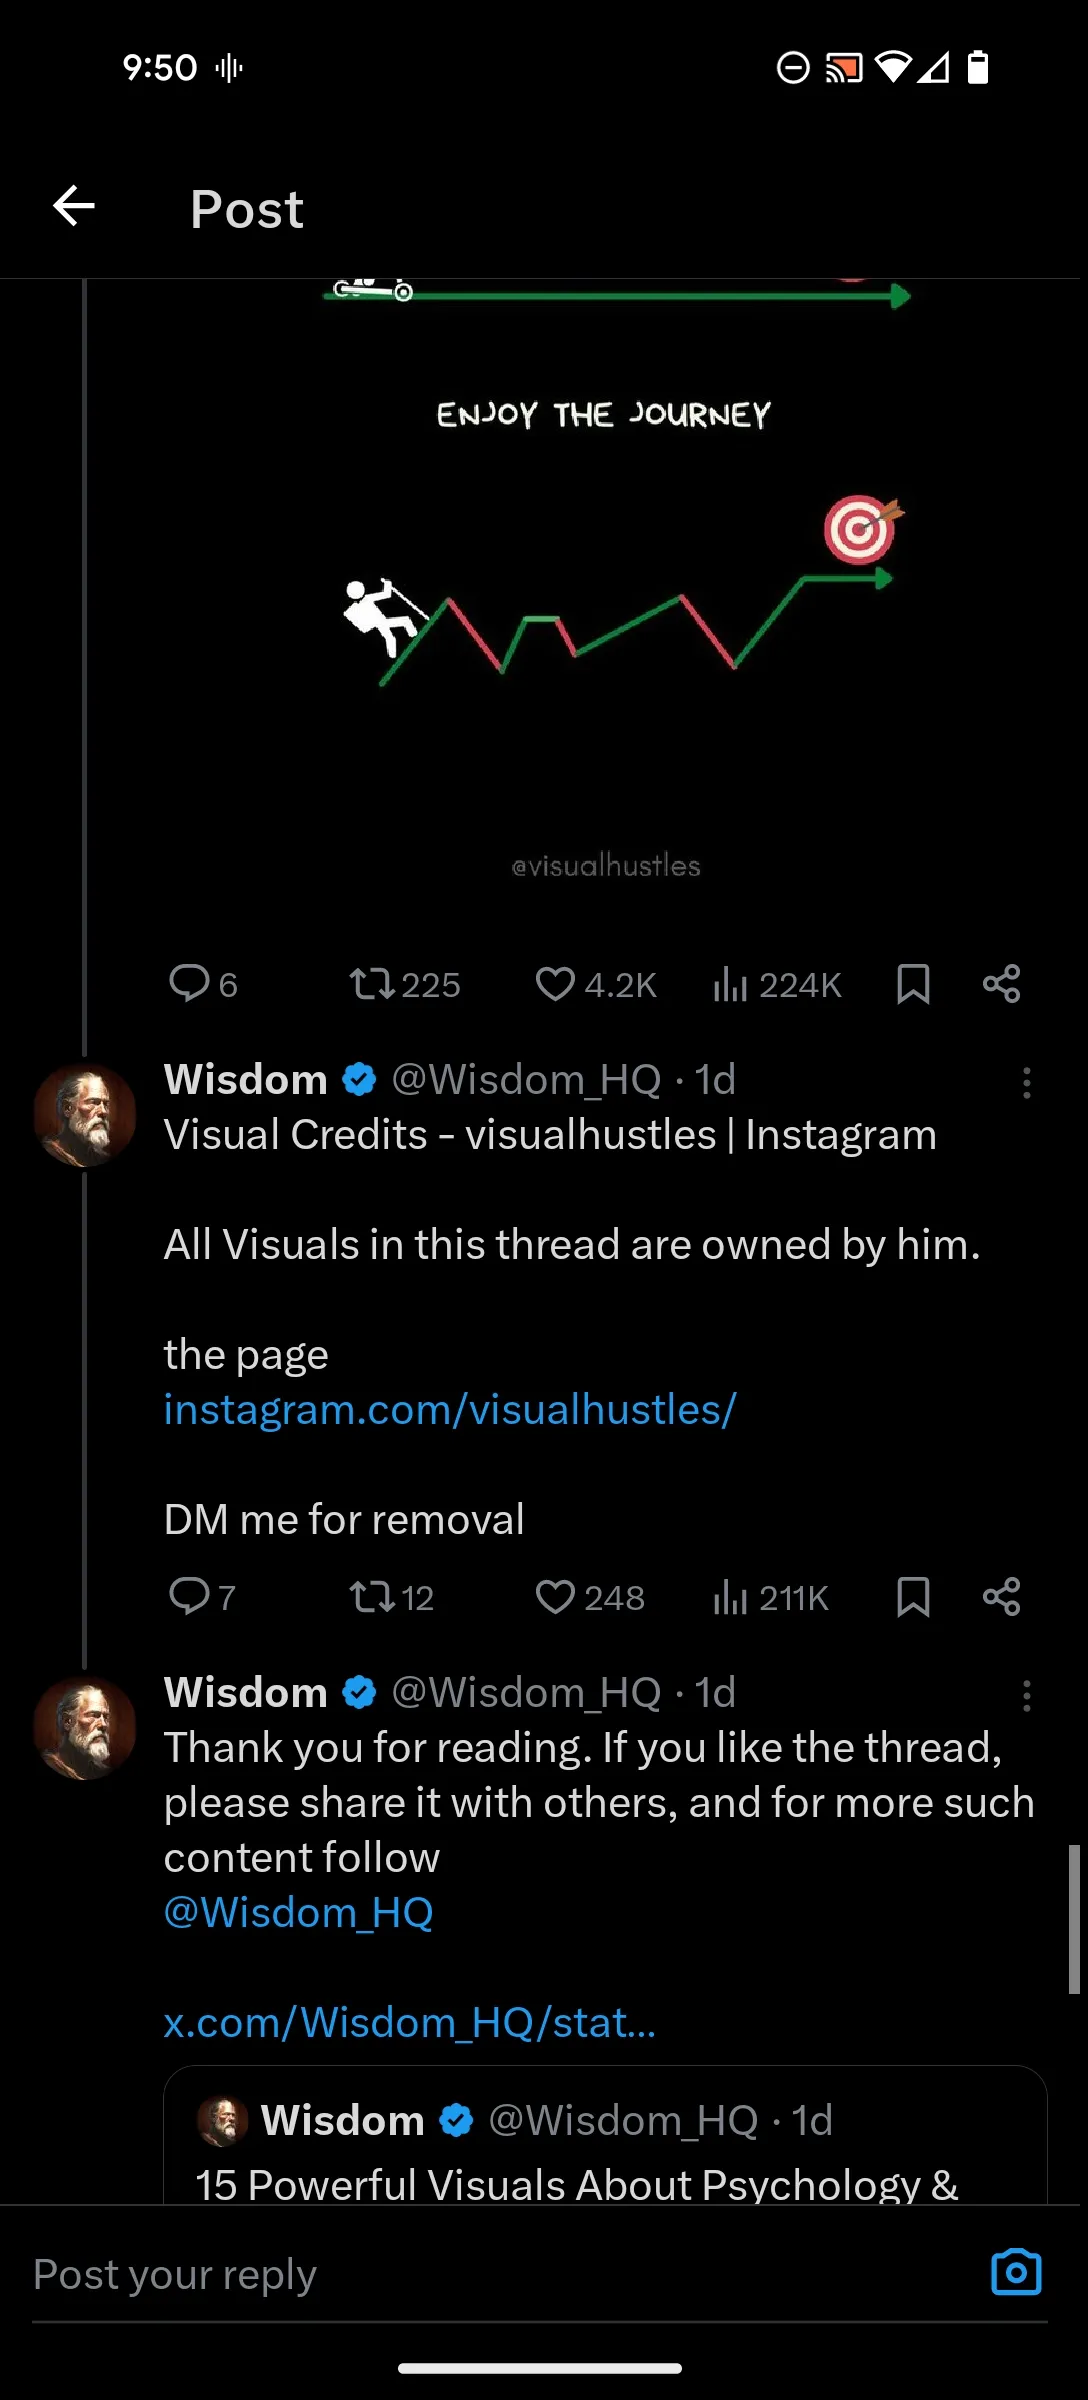 9:50
Post
ENJOY THE JOURNEY
@visualhustles
6 225 4.2K 224K
Wisdom @Wisdom_HQ · 1d
Visual Credits - visualhustles | Instagram
All Visuals in this thread are owned by him.
the page
instagram.com/visualhustles/
DM me for removal
7 12 248 211K
Wisdom @Wisdom_HQ · 1d
Thank you for reading. If you like the thread,
please share it with others, and for more such
content follow
@Wisdom_HQ
x.com/Wisdom_HQ/stat...
Wisdom @Wisdom_HQ · 1d
15 Powerful Visuals About Psychology &
Post your reply